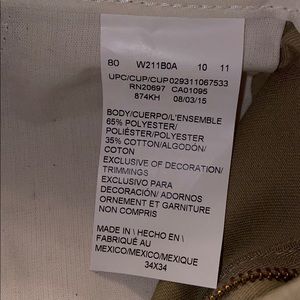 80 W211B0A 10 11
UPC/CUP/CUP029311067533
RN20697 CA01095
874KH 08/03/15
BODY/CUERPO/L'ENSEMBLE
65% POLYESTER/
POLIÉSTER/POLYESTER
35% COTTON/ALGODÓN/
COTON
EXCLUSIVE OF DECORATION/
TRIMMINGS
EXCLUSIVO PARA
DECORACIÓN/ ADORNOS
ORNEMENT ET GARNITURE
NON COMPRIS
MADE IN \ HECHO EN \
FABRIQUÉ AU
MEXICO/MEXICO/MEXIQUE
34X34